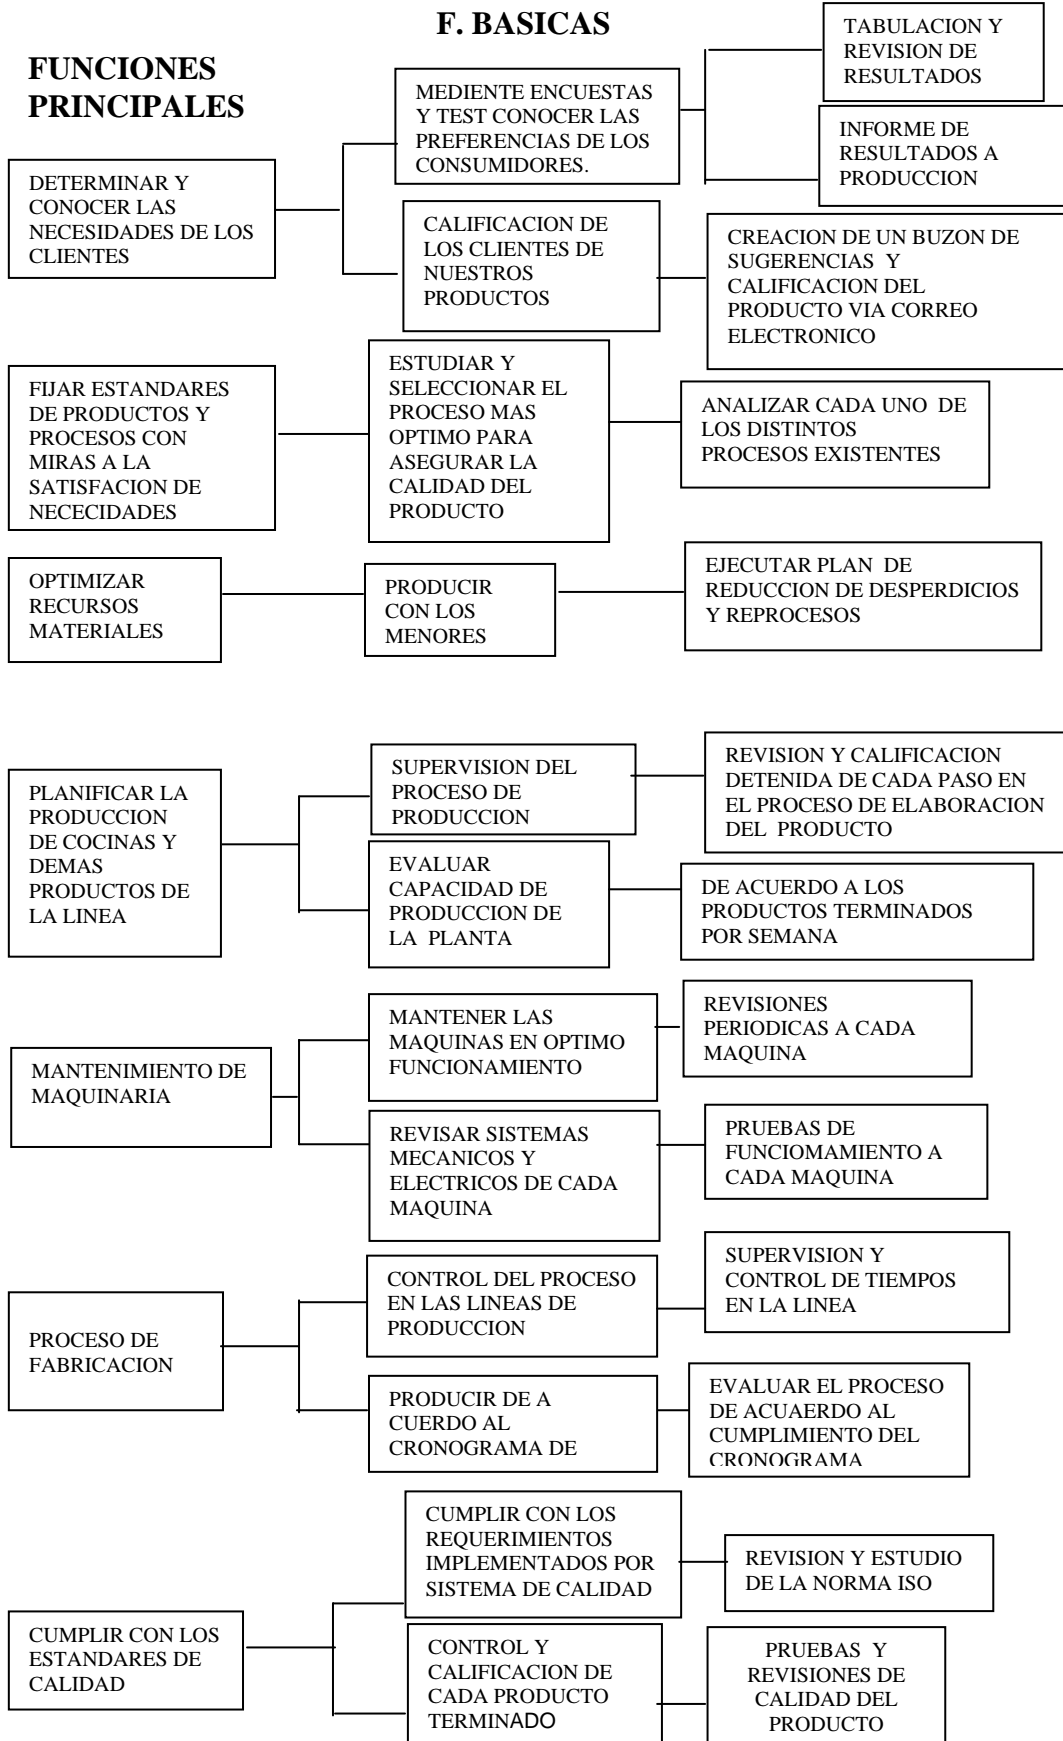 F. BASICAS
FUNCIONES
PRINCIPALES
DETERMINAR Y
CONOCER LAS
NECESIDADES DE LOS
CLIENTES
MEDIENTE ENCUESTAS
Y TEST CONOCER LAS
PREFERENCIAS DE LOS
CONSUMIDORES.
TABULACION Y
REVISION DE
RESULTADOS
INFORME DE
RESULTADOS A
PRODUCCION
CALIFICACION DE
LOS CLIENTES DE
NUESTROS
PRODUCTOS
CREACION DE UN BUZON DE
SUGERENCIAS Y
CALIFICACION DEL
PRODUCTO VIA CORREO
ELECTRONICO
FIJAR ESTANDARES
DE PRODUCTOS Y
PROCESOS CON
MIRAS A LA
SATISFACION DE
NECECIDADES
ESTUDIAR Y
SELECCIONAR EL
PROCESO MAS
OPTIMO PARA
ASEGURAR LA
CALIDAD DEL
PRODUCTO
ANALIZAR CADA UNO DE
LOS DISTINTOS
PROCESOS EXISTENTES
OPTIMIZAR
RECURSOS
MATERIALES
PRODUCIR
CON LOS
MENORES
EJECUTAR PLAN DE
REDUCCION DE DESPERDICIOS
Y REPROCESOS
PLANIFICAR LA
PRODUCCION
DE COCINAS Y
DEMAS
PRODUCTOS DE
LA LINEA
SUPERVISION DEL
PROCESO DE
PRODUCCION
REVISION Y CALIFICACION
DETENIDA DE CADA PASO EN
EL PROCESO DE ELABORACION
DEL PRODUCTO
EVALUAR
CAPACIDAD DE
PRODUCCION DE
LA PLANTA
DE ACUERDO A LOS
PRODUCTOS TERMINADOS
POR SEMANA
MANTENIMIENTO DE
MAQUINARIA
MANTENER LAS
MAQUINAS EN OPTIMO
FUNCIONAMIENTO
REVISIONES
PERIODICAS A CADA
MAQUINA
REVISAR SISTEMAS
MECANICOS Y
ELECTRICOS DE CADA
MAQUINA
PRUEBAS DE
FUNCIOMAMIENTO A
CADA MAQUINA
PROCESO DE
FABRICACION
CONTROL DEL PROCESO
EN LAS LINEAS DE
PRODUCCION
SUPERVISION Y
CONTROL DE TIEMPOS
EN LA LINEA
PRODUCIR DE A
CUERDO AL
CRONOGRAMA DE
EVALUAR EL PROCESO
DE ACUAERDO AL
CUMPLIMIENTO DEL
CRONOGRAMA
CUMPLIR CON LOS
ESTANDARES DE
CALIDAD
CUMPLIR CON LOS
REQUERIMIENTOS
IMPLEMENTADOS POR
SISTEMA DE CALIDAD
REVISION Y ESTUDIO
DE LA NORMA ISO
CONTROL Y
CALIFICACION DE
CADA PRODUCTO
TERMINADO
PRUEBAS Y
REVISIONES DE
CALIDAD DEL
PRODUCTO